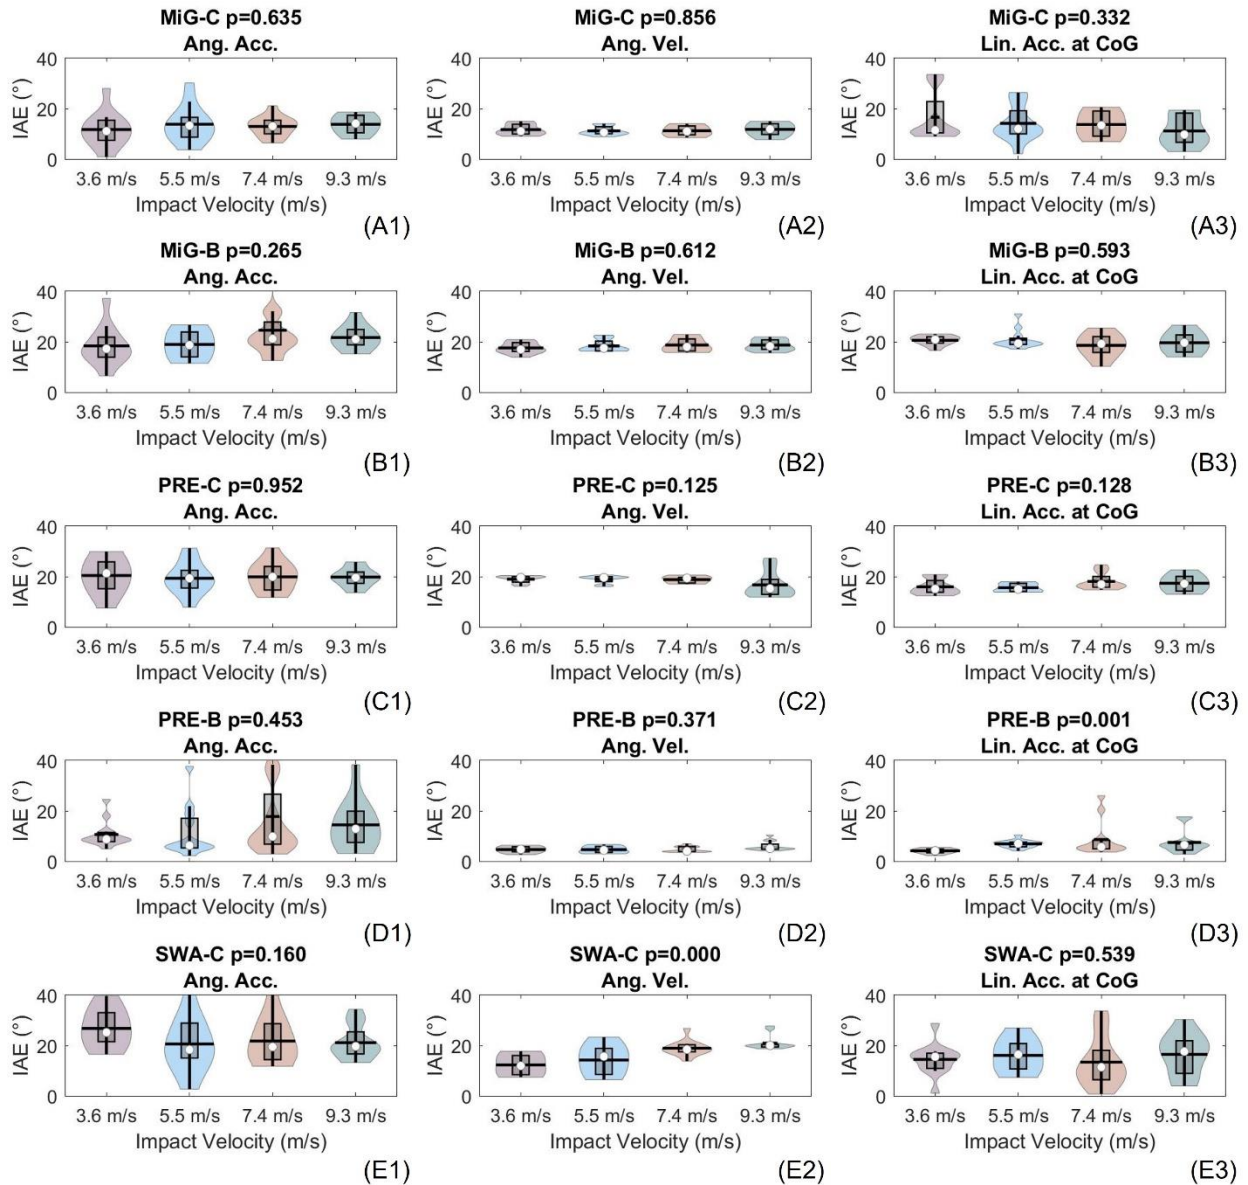 MiG-C p=0.635
Ang. Acc.
IAE (°)
40
20
0
3.6 m/s 5.5 m/s 7.4 m/s 9.3 m/s
Impact Velocity (m/s)
(A1)
MiG-C p=0.856
Ang. Vel.
IAE (°)
40
20
0
3.6 m/s 5.5 m/s 7.4 m/s 9.3 m/s
Impact Velocity (m/s)
(A2)
MiG-C p=0.332
Lin. Acc. at CoG
IAE (°)
40
20
0
3.6 m/s 5.5 m/s 7.4 m/s 9.3 m/s
Impact Velocity (m/s)
(A3)
MiG-B p=0.265
Ang. Acc.
IAE (°)
40
20
0
3.6 m/s 5.5 m/s 7.4 m/s 9.3 m/s
Impact Velocity (m/s)
(B1)
MiG-B p=0.612
Ang. Vel.
IAE (°)
40
20
0
3.6 m/s 5.5 m/s 7.4 m/s 9.3 m/s
Impact Velocity (m/s)
(B2)
MiG-B p=0.593
Lin. Acc. at CoG
IAE (°)
40
20
0
3.6 m/s 5.5 m/s 7.4 m/s 9.3 m/s
Impact Velocity (m/s)
(B3)
PRE-C p=0.952
Ang. Acc.
IAE (°)
40
20
0
3.6 m/s 5.5 m/s 7.4 m/s 9.3 m/s
Impact Velocity (m/s)
(C1)
PRE-C p=0.125
Ang. Vel.
IAE (°)
40
20
0
3.6 m/s 5.5 m/s 7.4 m/s 9.3 m/s
Impact Velocity (m/s)
(C2)
PRE-C p=0.128
Lin. Acc. at CoG
IAE (°)
40
20
0
3.6 m/s 5.5 m/s 7.4 m/s 9.3 m/s
Impact Velocity (m/s)
(C3)
PRE-B p=0.453
Ang. Acc.
IAE (°)
40
20
0
3.6 m/s 5.5 m/s 7.4 m/s 9.3 m/s
Impact Velocity (m/s)
(D1)
PRE-B p=0.371
Ang. Vel.
IAE (°)
40
20
0
3.6 m/s 5.5 m/s 7.4 m/s 9.3 m/s
Impact Velocity (m/s)
(D2)
PRE-B p=0.001
Lin. Acc. at CoG
IAE (°)
40
20
0
3.6 m/s 5.5 m/s 7.4 m/s 9.3 m/s
Impact Velocity (m/s)
(D3)
SWA-C p=0.160
Ang. Acc.
IAE (°)
40
20
0
3.6 m/s 5.5 m/s 7.4 m/s 9.3 m/s
Impact Velocity (m/s)
(E1)
SWA-C p=0.000
Ang. Vel.
IAE (°)
40
20
0
3.6 m/s 5.5 m/s 7.4 m/s 9.3 m/s
Impact Velocity (m/s)
(E2)
SWA-C p=0.539
Lin. Acc. at CoG
IAE (°)
40
20
0
3.6 m/s 5.5 m/s 7.4 m/s 9.3 m/s
Impact Velocity (m/s)
(E3)